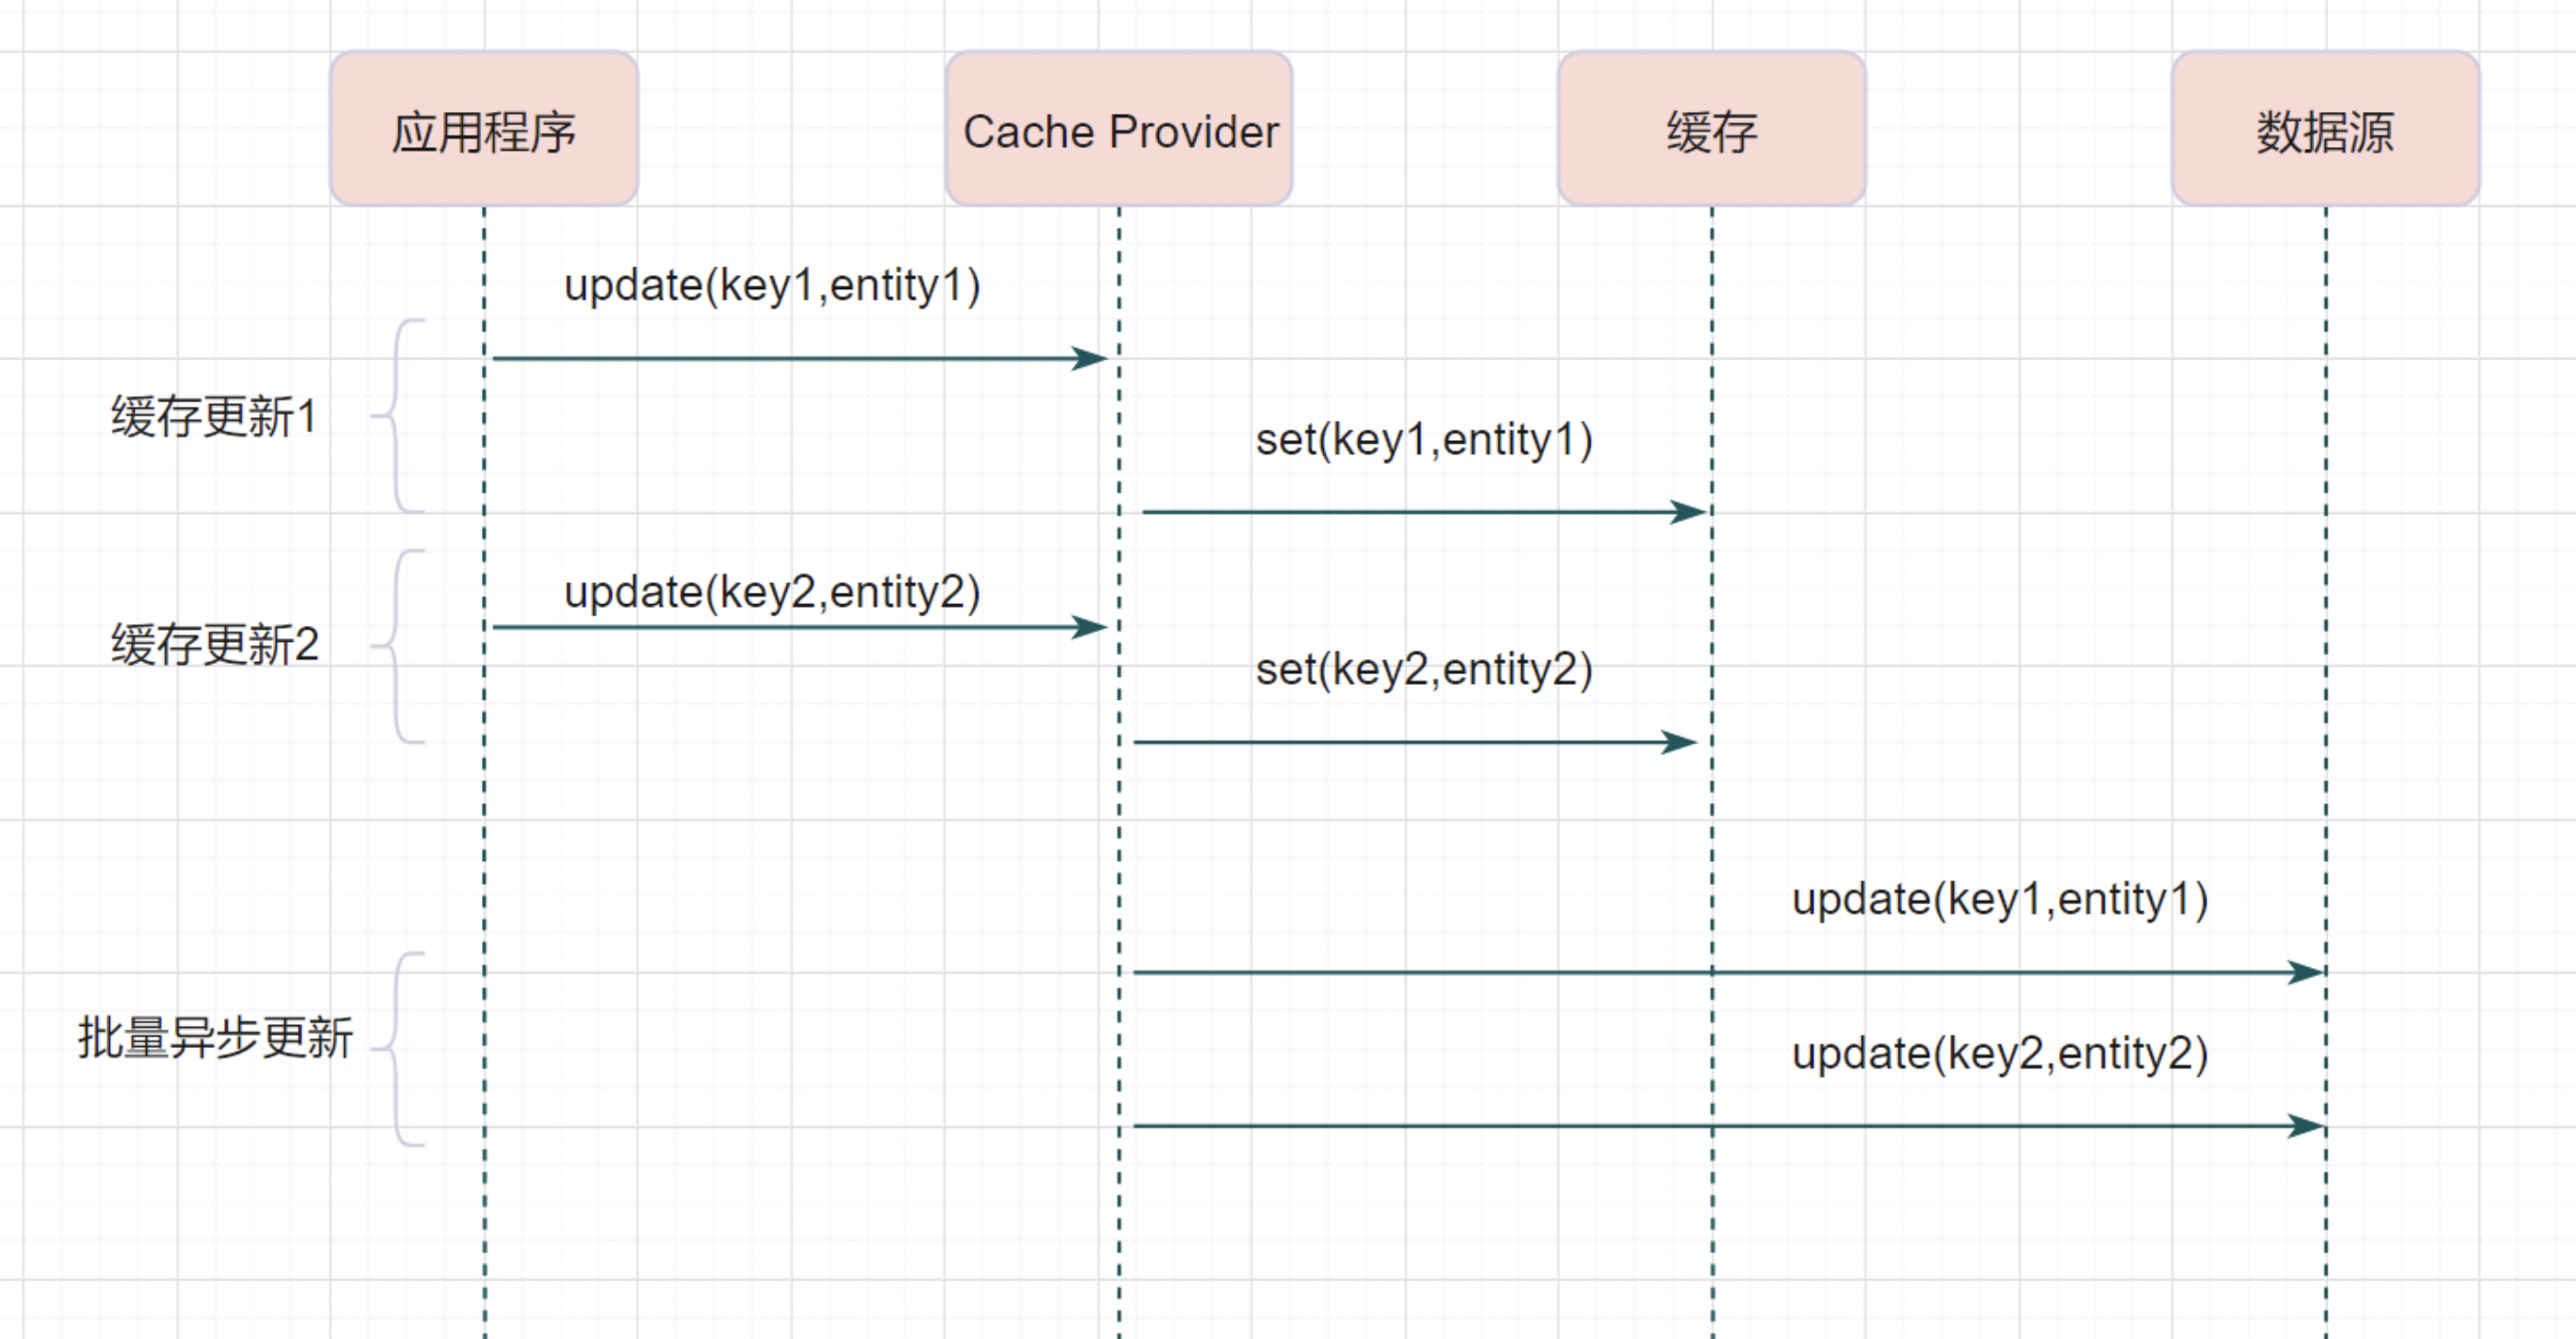 应用程序
Cache Provider
缓存
数据源
update(key1,entity1)
缓存更新1
set(key1,entity1)
update(key2,entity2)
缓存更新2
set(key2,entity2)
update(key1,entity1)
批量异步更新
update(key2,entity2)